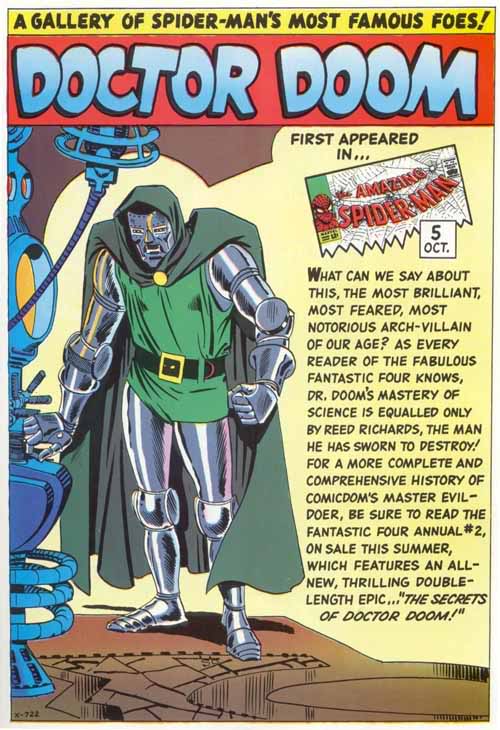 A GALLERY OF SPIDER-MAN'S MOST FAMOUS FOES!
DOCTOR DOOM
FIRST APPEARED
IN...
the AMAZING
SPIDER-MAN
5
OCT.
WHAT CAN WE SAY ABOUT
THIS, THE MOST BRILLIANT,
MOST FEARED, MOST
NOTORIOUS ARCH-VILLAIN
OF OUR AGE? AS EVERY
READER OF THE FABULOUS
FANTASTIC FOUR KNOWS,
DR. DOOM'S MASTERY OF
SCIENCE IS EQUALLED ONLY
BY REED RICHARDS, THE MAN
HE HAS SWORN TO DESTROY!
FOR A MORE COMPLETE AND
COMPREHENSIVE HISTORY OF
COMICDOM'S MASTER EVIL-
DOER, BE SURE TO READ THE
FANTASTIC FOUR ANNUAL #2,
ON SALE THIS SUMMER,
WHICH FEATURES AN ALL-
NEW, THRILLING DOUBLE-
LENGTH EPIC..."THE SECRETS
OF DOCTOR DOOM!"
X-722